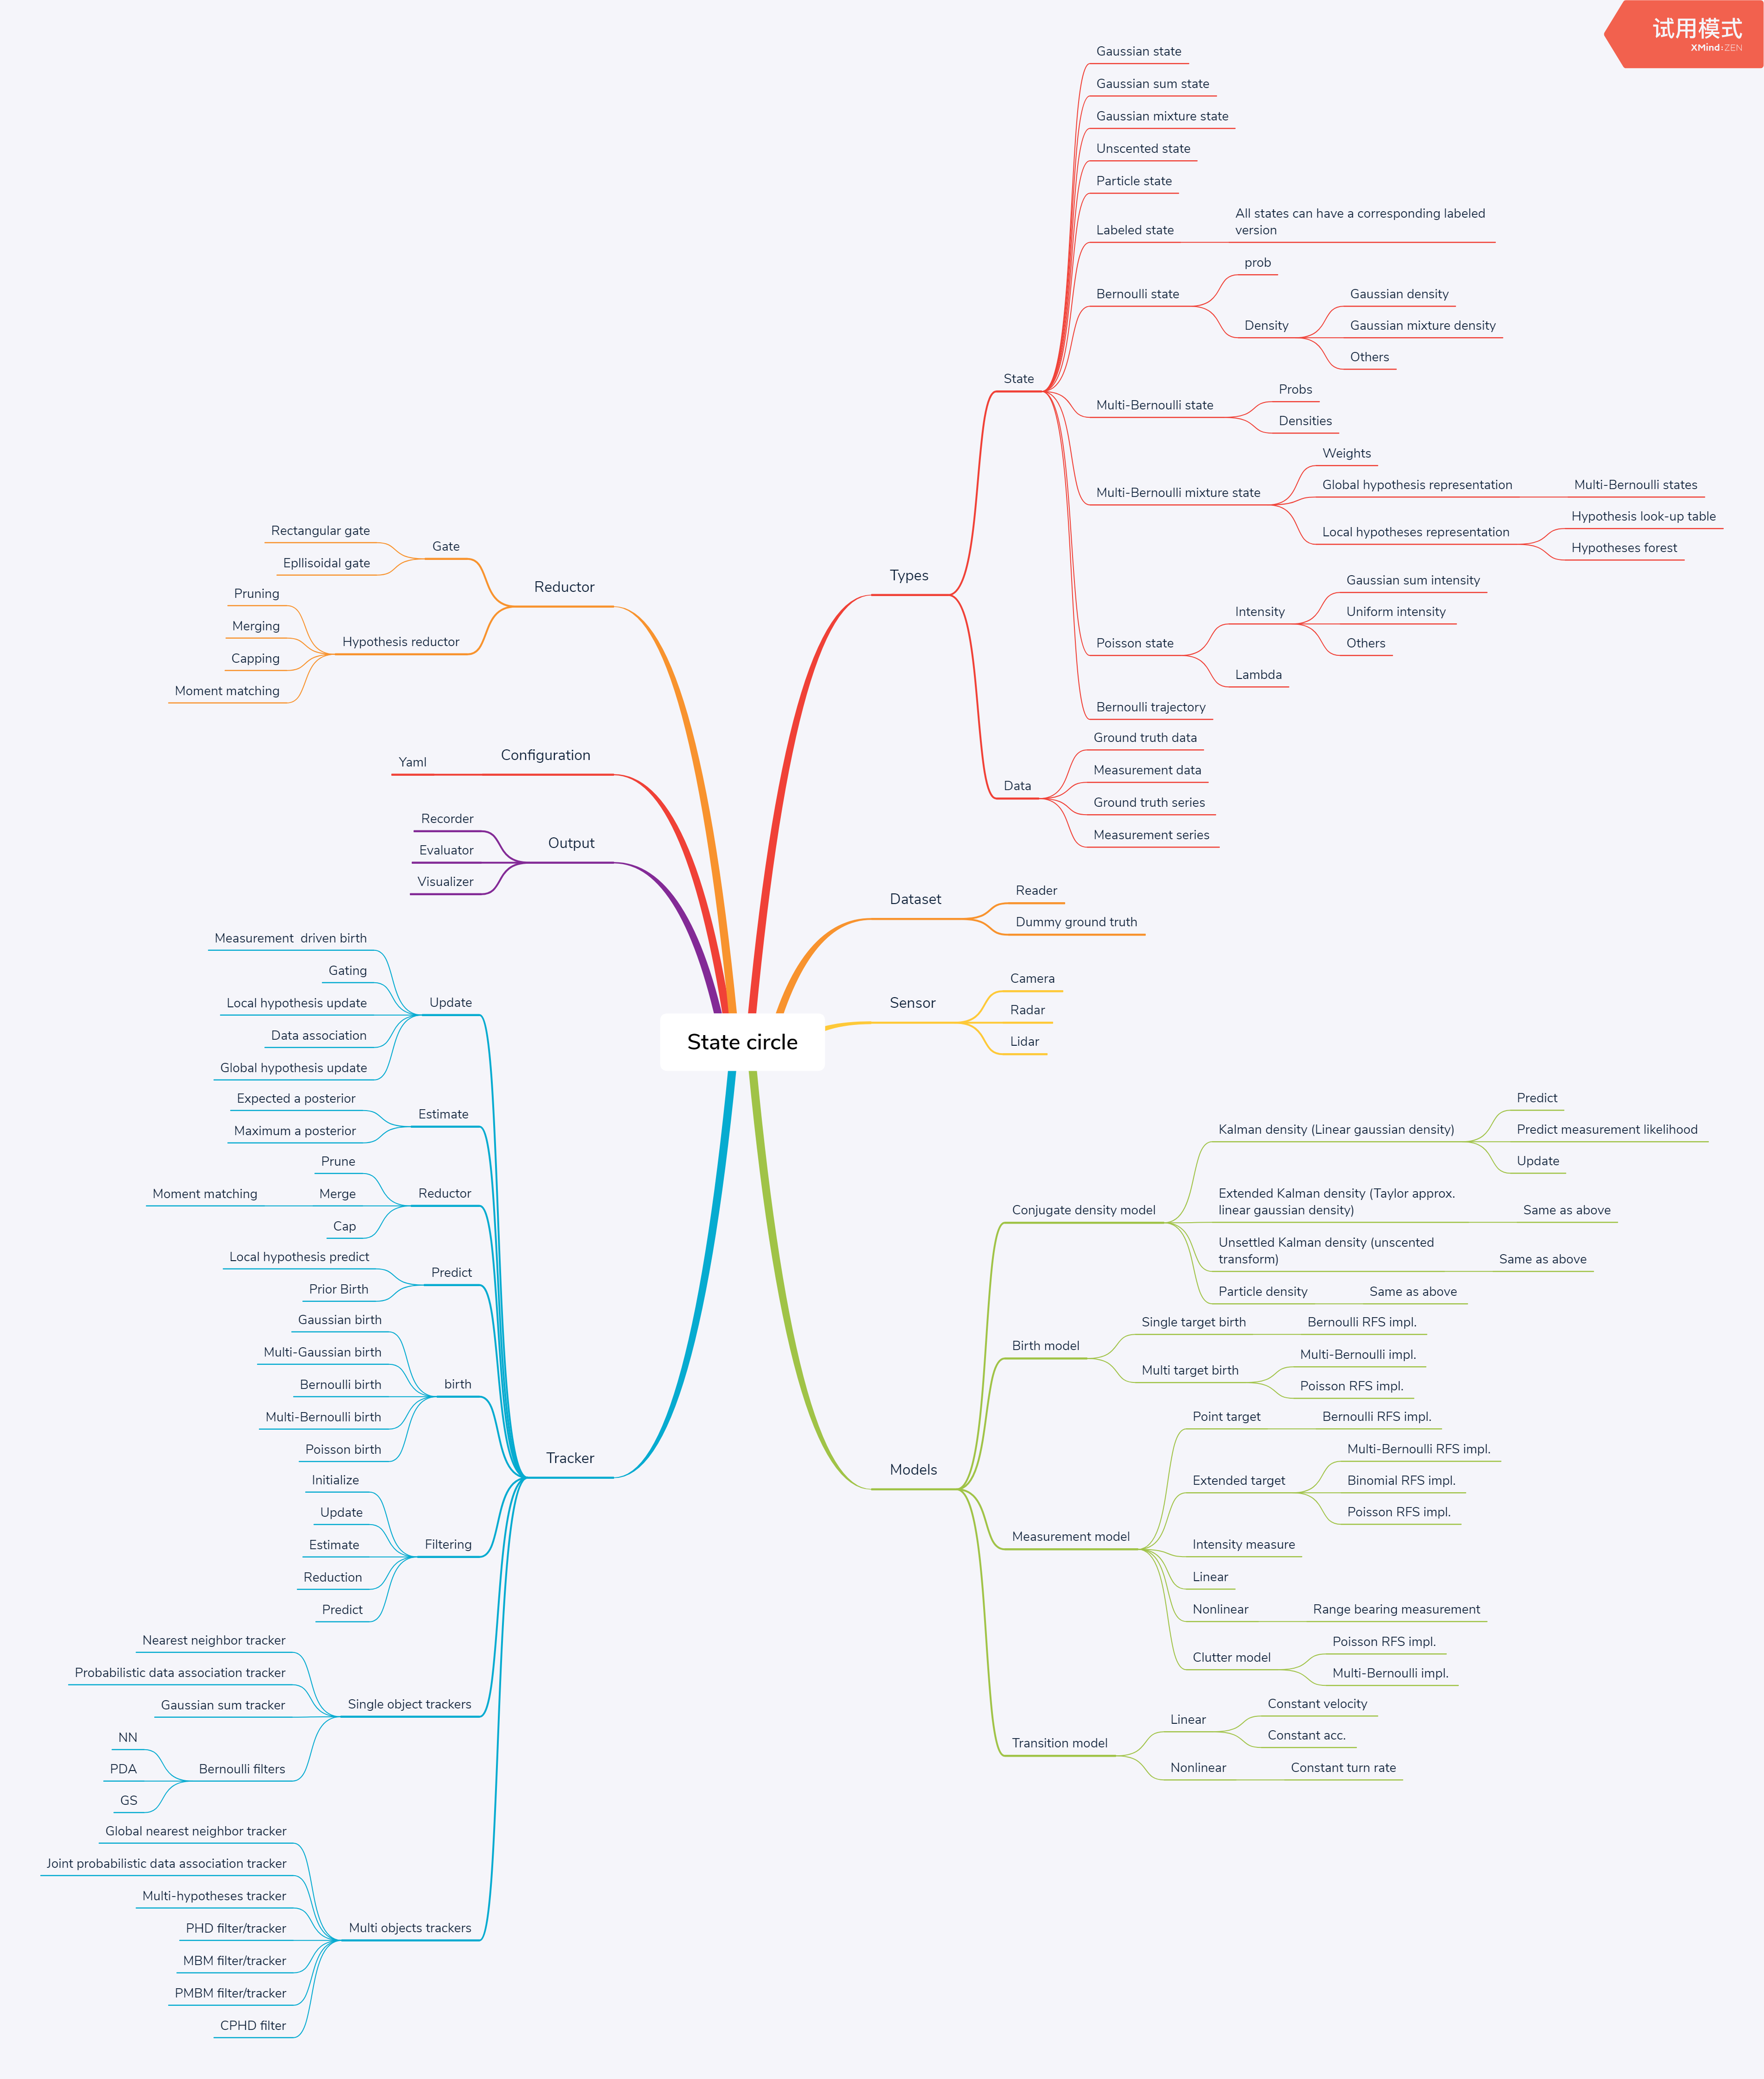 试用模式
XMind:ZEN
State circle
Types
State
Gaussian state
Gaussian sum state
Gaussian mixture state
Unscented state
Particle state
Labeled state
All states can have a corresponding labeled
version
Bernoulli state
prob
Density
Gaussian density
Gaussian mixture density
Others
Multi-Bernoulli state
Probs
Densities
Multi-Bernoulli mixture state
Weights
Global hypothesis representation
Multi-Bernoulli states
Local hypotheses representation
Hypothesis look-up table
Hypotheses forest
Poisson state
Intensity
Gaussian sum intensity
Uniform intensity
Others
Lambda
Bernoulli trajectory
Data
Ground truth data
Measurement data
Ground truth series
Measurement series
Dataset
Reader
Dummy ground truth
Sensor
Camera
Radar
Lidar
Models
Conjugate density model
Kalman density (Linear gaussian density)
Predict
Predict measurement likelihood
Update
Extended Kalman density (Taylor approx.
linear gaussian density)
Same as above
Unsettled Kalman density (unscented
transform)
Same as above
Particle density
Same as above
Birth model
Single target birth
Bernoulli RFS impl.
Multi target birth
Multi-Bernoulli impl.
Poisson RFS impl.
Measurement model
Point target
Bernoulli RFS impl.
Extended target
Multi-Bernoulli RFS impl.
Binomial RFS impl.
Poisson RFS impl.
Intensity measure
Linear
Nonlinear
Range bearing measurement
Clutter model
Poisson RFS impl.
Multi-Bernoulli impl.
Transition model
Linear
Constant velocity
Constant acc.
Nonlinear
Constant turn rate
Reductor
Gate
Rectangular gate
Epllisoidal gate
Hypothesis reductor
Pruning
Merging
Capping
Moment matching
Configuration
Yaml
Output
Recorder
Evaluator
Visualizer
Tracker
Update
Measurement  driven birth
Gating
Local hypothesis update
Data association
Global hypothesis update
Estimate
Expected a posterior
Maximum a posterior
Reductor
Prune
Merge
Moment matching
Cap
Predict
Local hypothesis predict
Prior Birth
birth
Gaussian birth
Multi-Gaussian birth
Bernoulli birth
Multi-Bernoulli birth
Poisson birth
Filtering
Initialize
Update
Estimate
Reduction
Predict
Single object trackers
Nearest neighbor tracker
Probabilistic data association tracker
Gaussian sum tracker
Bernoulli filters
NN
PDA
GS
Multi objects trackers
Global nearest neighbor tracker
Joint probabilistic data association tracker
Multi-hypotheses tracker
PHD filter/tracker
MBM filter/tracker
PMBM filter/tracker
CPHD filter